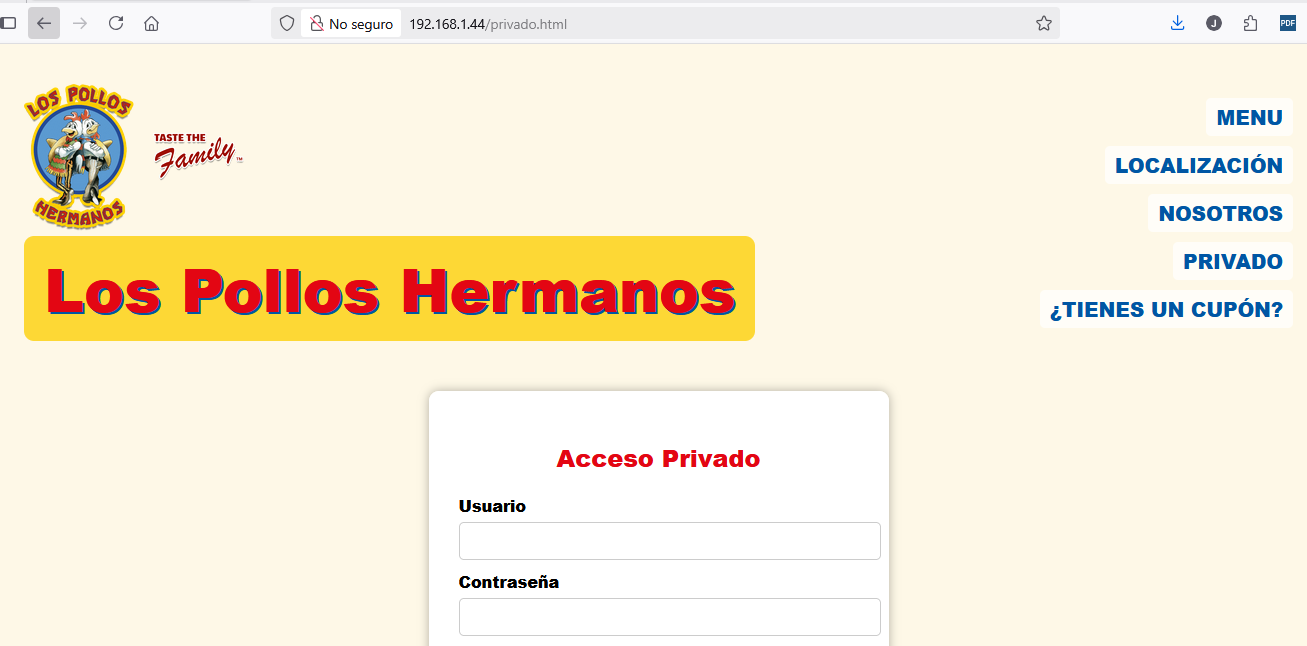 No seguro
192.168.1.44/privado.html
J
PDF
LOS POLLOS
HERMANOS
TASTE THE
Family™
Los Pollos Hermanos
MENU
LOCALIZACIÓN
NOSOTROS
PRIVADO
¿TIENES UN CUPÓN?
Acceso Privado
Usuario
Contraseña